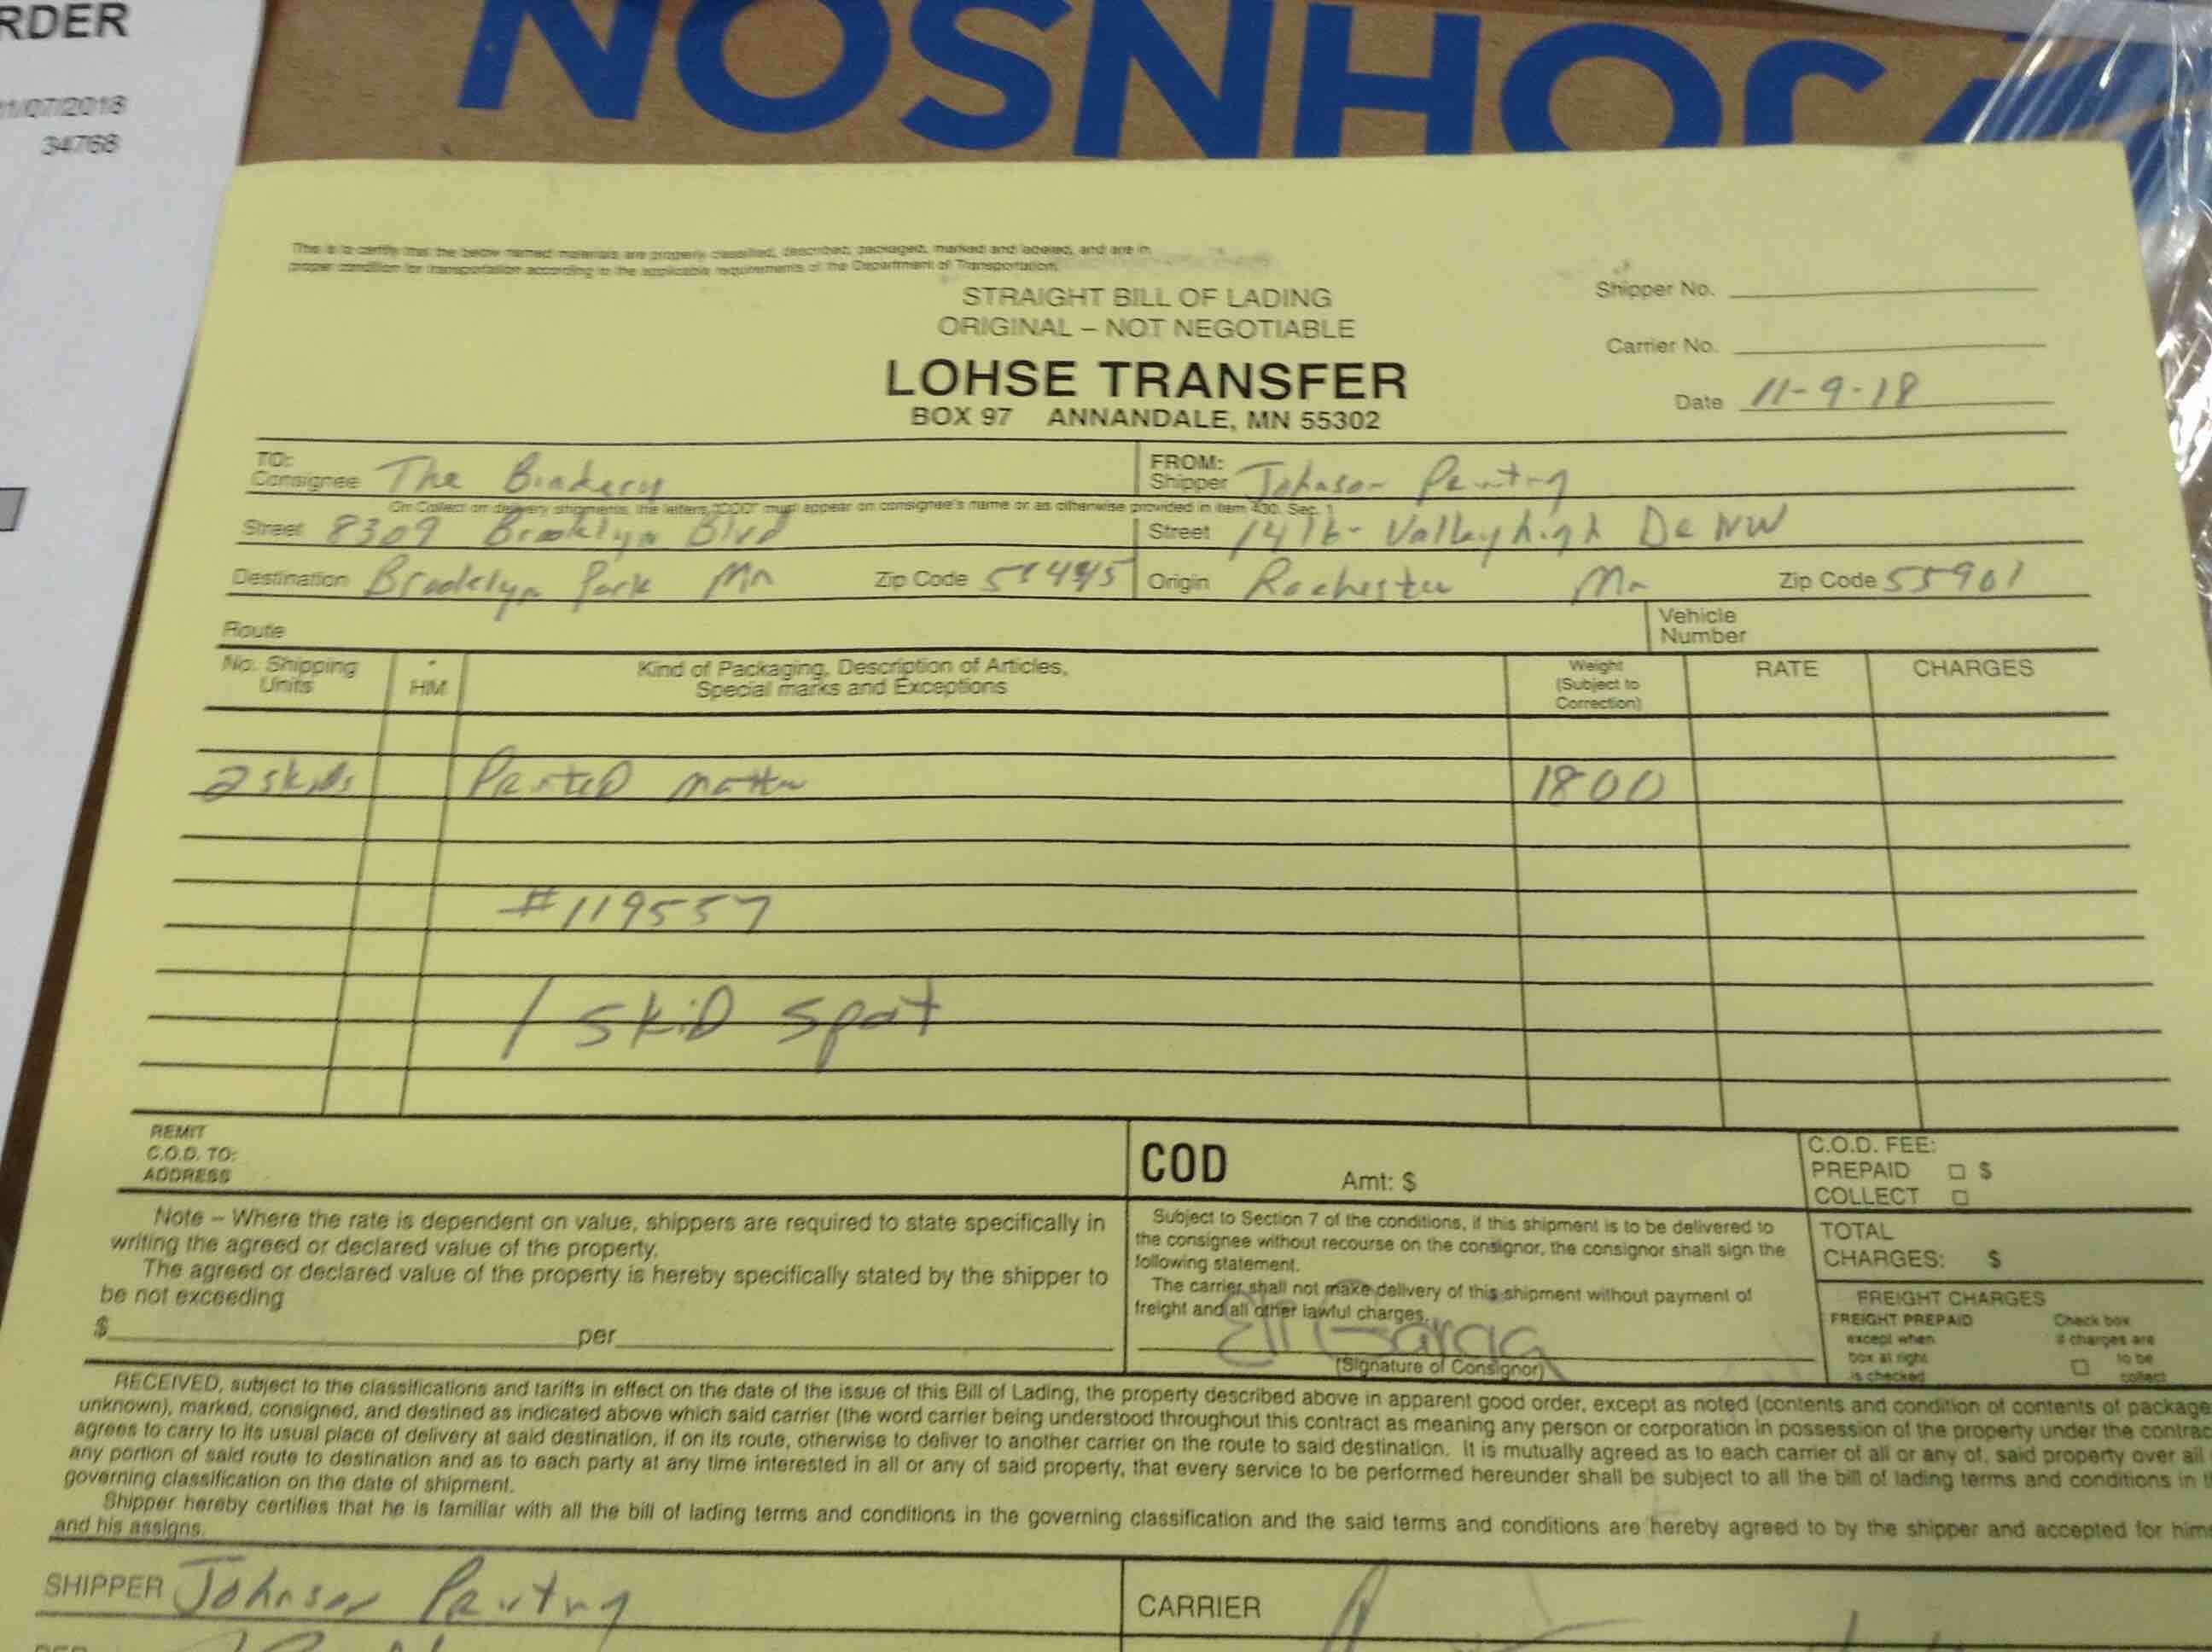 RDER
11/07/2018
34768
JOHNSON
This is to certify that the below named materials are properly classified, described, packaged, marked and labeled, and are in
proper condition for transportation according to the applicable requirements of the Department of Transportation.
STRAIGHT BILL OF LADING
ORIGINAL – NOT NEGOTIABLE
LOHSE TRANSFER
BOX 97 ANNANDALE, MN 55302
Shipper No.
Carrier No.
Date 11-9-18
TO:
Consignee The Bindery
FROM:
Shipper Johnson Printing
On Collect on delivery shipments, the letters "COD" must appear on consignee's name or as otherwise provided in item 430, Sec. 1
Street 8309 Brooklyn Blvd
Street 1416- Valleyhigh Dr NW
Destination Brooklyn Park Mn Zip Code 55445
Origin Rochester Mn Zip Code 55901
Route
Vehicle
Number
No. Shipping
Units
*
HM
Kind of Packaging, Description of Articles,
Special marks and Exceptions
Weight
(Subject to
Correction)
RATE
CHARGES
2 skids Printed matter 1800
#119557
1 skid spot
REMIT
C.O.D. TO:
ADDRESS
COD Amt: $
C.O.D. FEE:
PREPAID □ $
COLLECT □
Note – Where the rate is dependent on value, shippers are required to state specifically in
writing the agreed or declared value of the property.
The agreed or declared value of the property is hereby specifically stated by the shipper to
be not exceeding
$ per
Subject to Section 7 of the conditions, if this shipment is to be delivered to
the consignee without recourse on the consignor, the consignor shall sign the
following statement.
The carrier shall not make delivery of this shipment without payment of
freight and all other lawful charges.
Eli Garcia
(Signature of Consignor)
TOTAL
CHARGES: $
FREIGHT CHARGES
FREIGHT PREPAID
except when
box at right
is checked
Check box
if charges are
□ to be
collect
RECEIVED, subject to the classifications and tariffs in effect on the date of the issue of this Bill of Lading, the property described above in apparent good order, except as noted (contents and condition of contents of package
unknown), marked, consigned, and destined as indicated above which said carrier (the word carrier being understood throughout this contract as meaning any person or corporation in possession of the property under the contrac
agrees to carry to its usual place of delivery at said destination, if on its route, otherwise to deliver to another carrier on the route to said destination. It is mutually agreed as to each carrier of all or any of, said property over all
any portion of said route to destination and as to each party at any time interested in all or any of said property, that every service to be performed hereunder shall be subject to all the bill of lading terms and conditions in t
governing classification on the date of shipment.
Shipper hereby certifies that he is familiar with all the bill of lading terms and conditions in the governing classification and the said terms and conditions are hereby agreed to by the shipper and accepted for hims
and his assigns.
SHIPPER Johnson Printing
CARRIER
PER